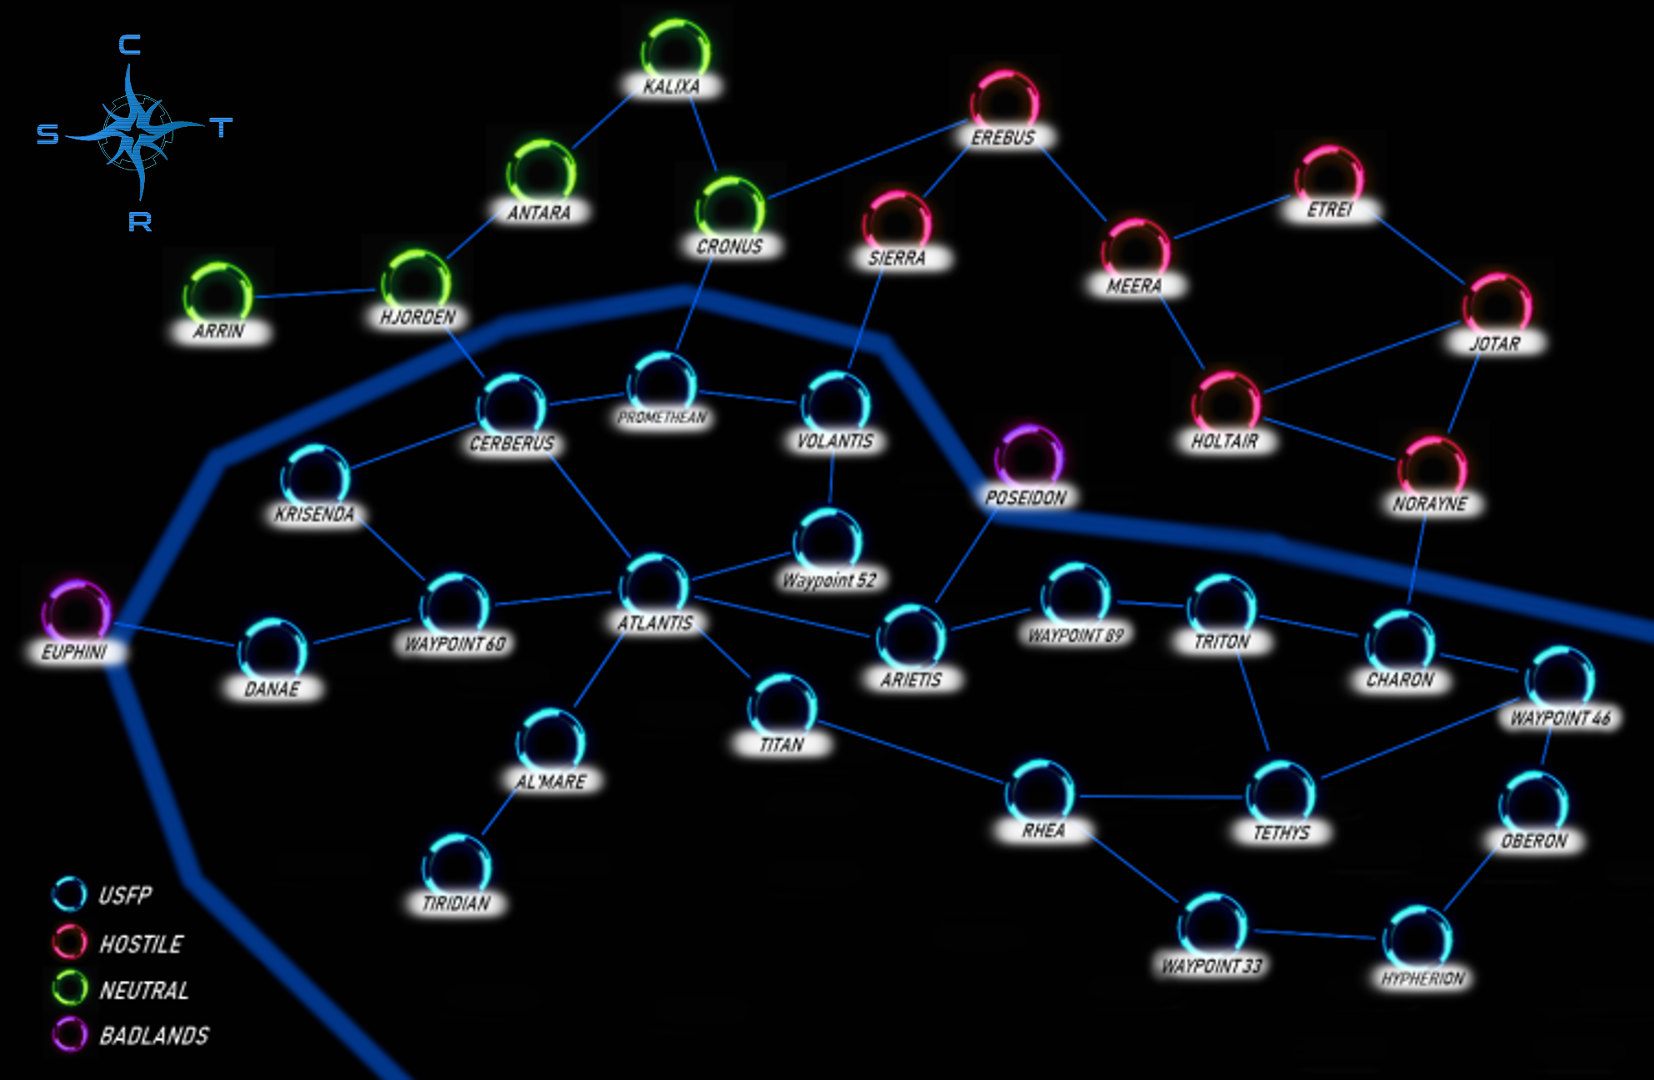 C
S
T
R
KALIXA
EREBUS
ANTARA
ETREI
CRONUS
SIERRA
MEERA
ARRIN
HJORDEN
JOTAR
PROMETHEAN
CERBERUS
VOLANTIS
HOLTAIR
POSEIDON
NORAYNE
KRISENDA
Waypoint 52
ATLANTIS
WAYPOINT 89
WAYPOINT 60
TRITON
EUPHINI
DANAE
ARIETIS
CHARON
WAYPOINT 46
TITAN
AL'MARE
RHEA
TETHYS
OBERON
TIRIDIAN
WAYPOINT 33
HYPHERION
USFP
HOSTILE
NEUTRAL
BADLANDS